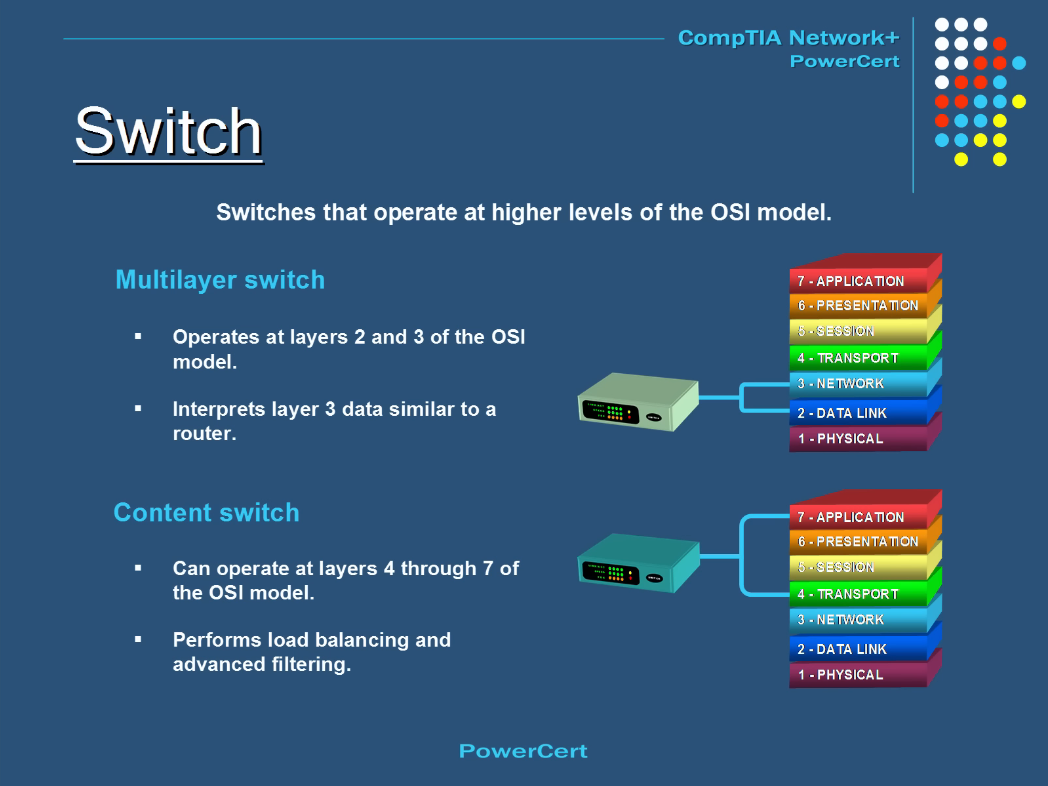 CompTIA Network+
PowerCert
Switch
Switches that operate at higher levels of the OSI model.
Multilayer switch
▪ Operates at layers 2 and 3 of the OSI
model.
▪ Interprets layer 3 data similar to a
router.
7 - APPLICATION
6 - PRESENTATION
5 - SESSION
4 - TRANSPORT
3 - NETWORK
2 - DATA LINK
1 - PHYSICAL
Content switch
▪ Can operate at layers 4 through 7 of
the OSI model.
▪ Performs load balancing and
advanced filtering.
7 - APPLICATION
6 - PRESENTATION
5 - SESSION
4 - TRANSPORT
3 - NETWORK
2 - DATA LINK
1 - PHYSICAL
PowerCert